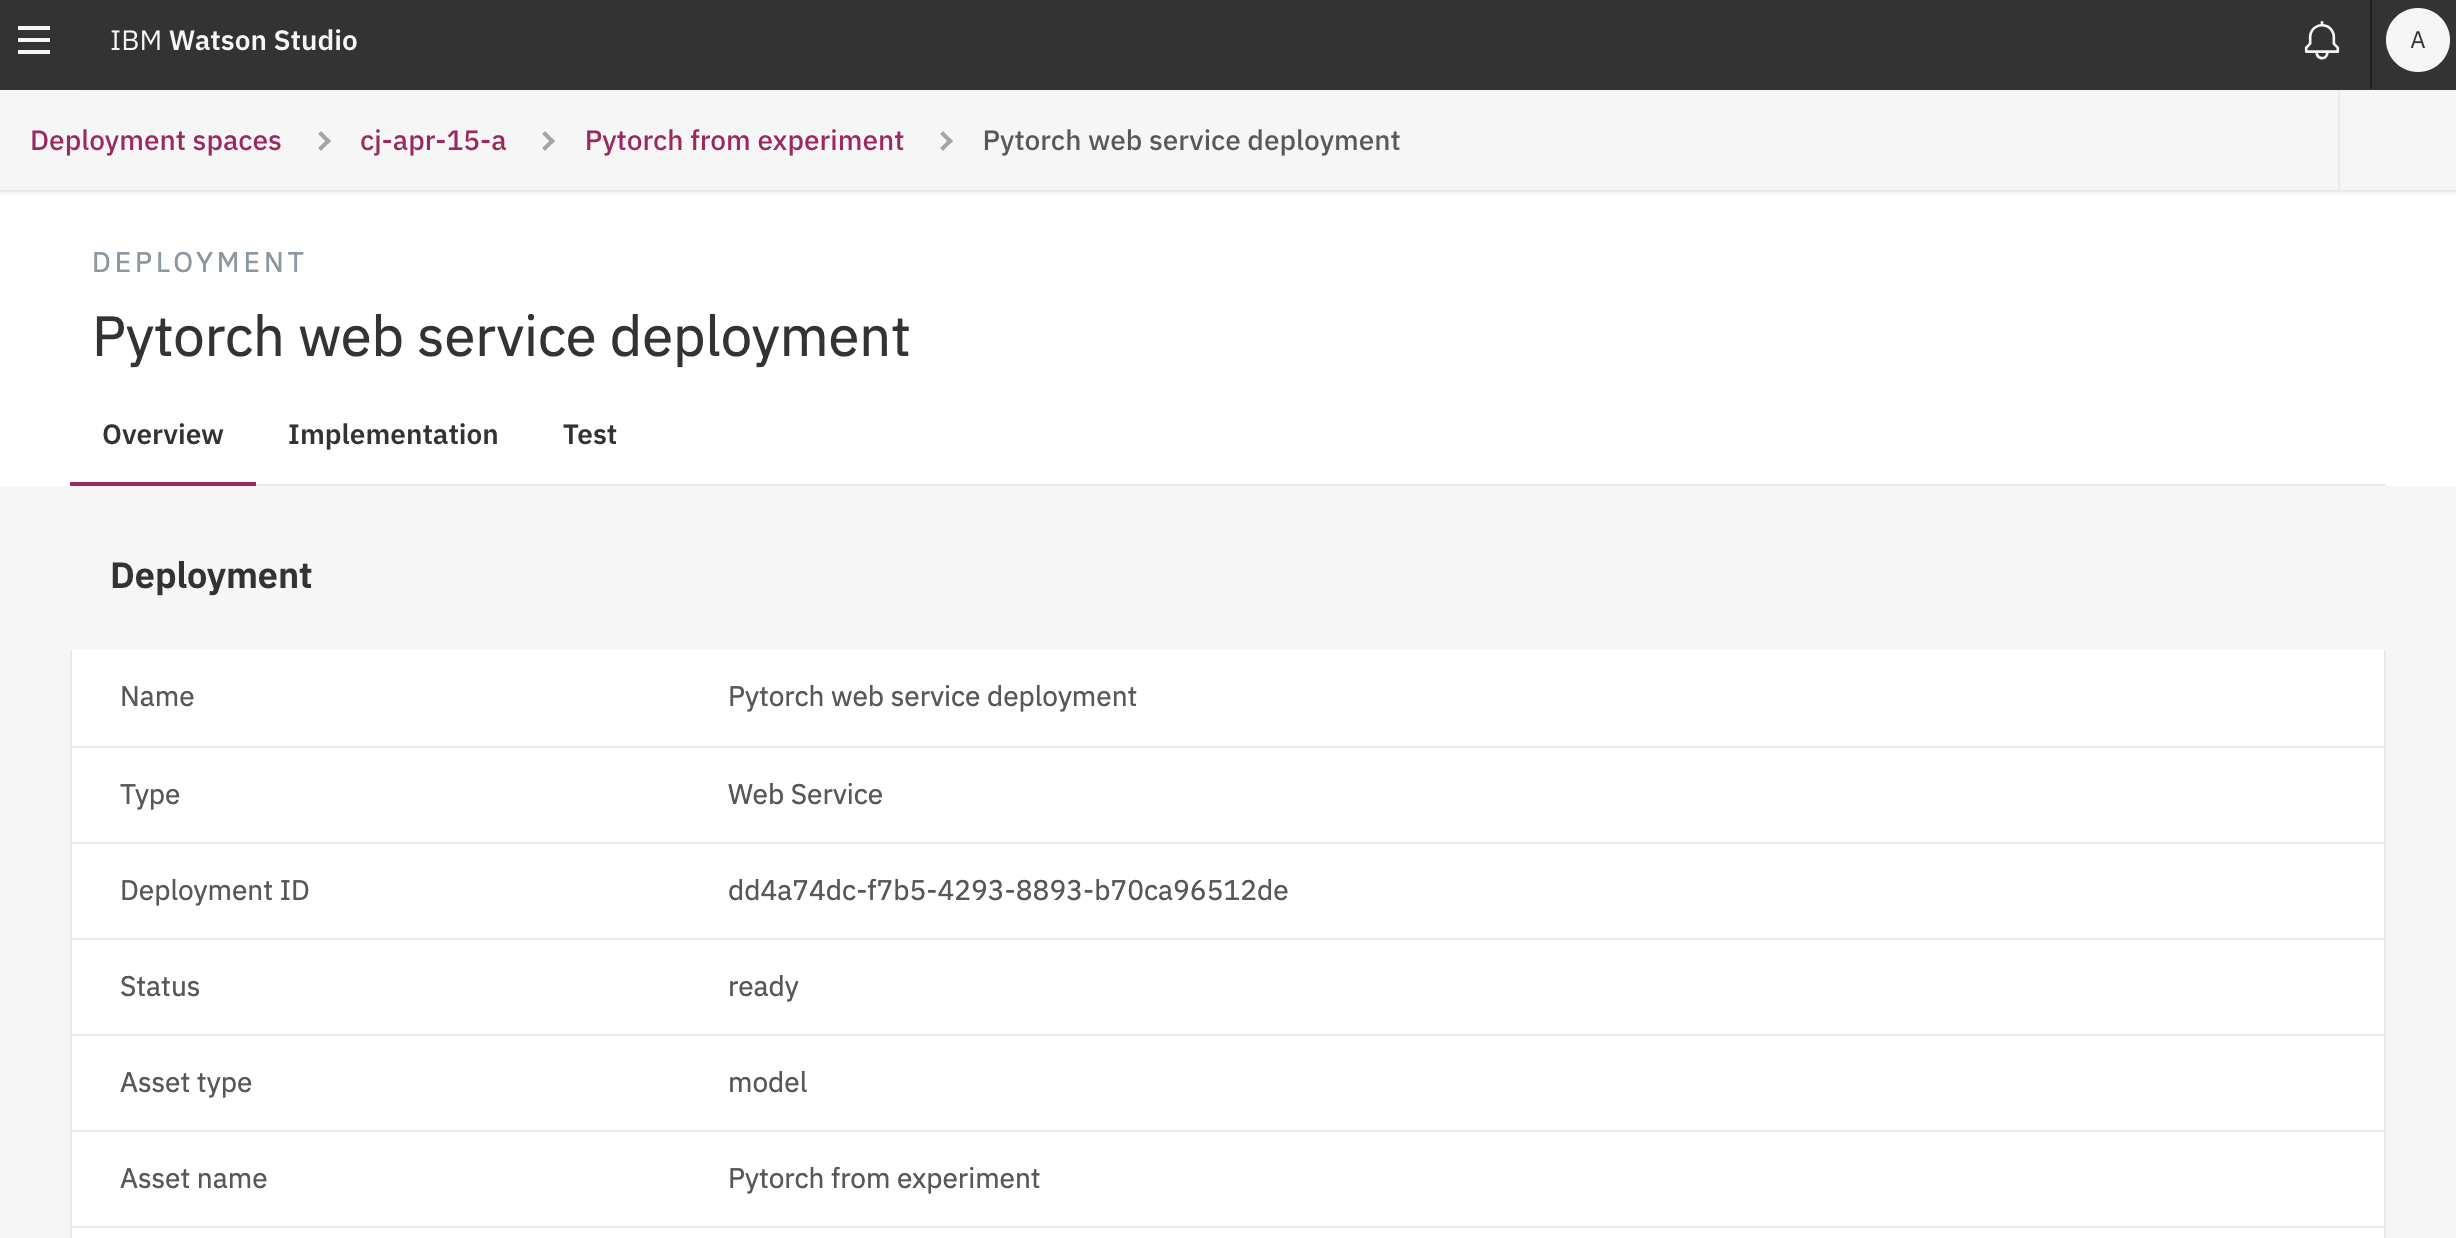 IBM Watson Studio A
Deployment spaces cj-apr-15-a Pytorch from experiment Pytorch web service deployment
DEPLOYMENT
Pytorch web service deployment
Overview Implementation Test
Deployment
Name Pytorch web service deployment
Type Web Service
Deployment ID dd4a74dc-f7b5-4293-8893-b70ca96512de
Status ready
Asset type model
Asset name Pytorch from experiment